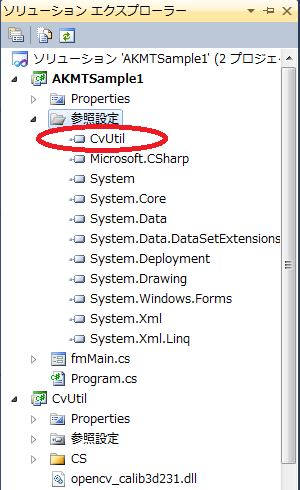 ソリューション エクスプローラー
ソリューション 'AKMTSample1' (2 プロジェ
AKMTSample1
Properties
参照設定
CvUtil
Microsoft.CSharp
System
System.Core
System.Data
System.Data.DataSetExtensions
System.Deployment
System.Drawing
System.Windows.Forms
System.Xml
System.Xml.Linq
fmMain.cs
Program.cs
CvUtil
Properties
参照設定
CS
opencv_calib3d231.dll